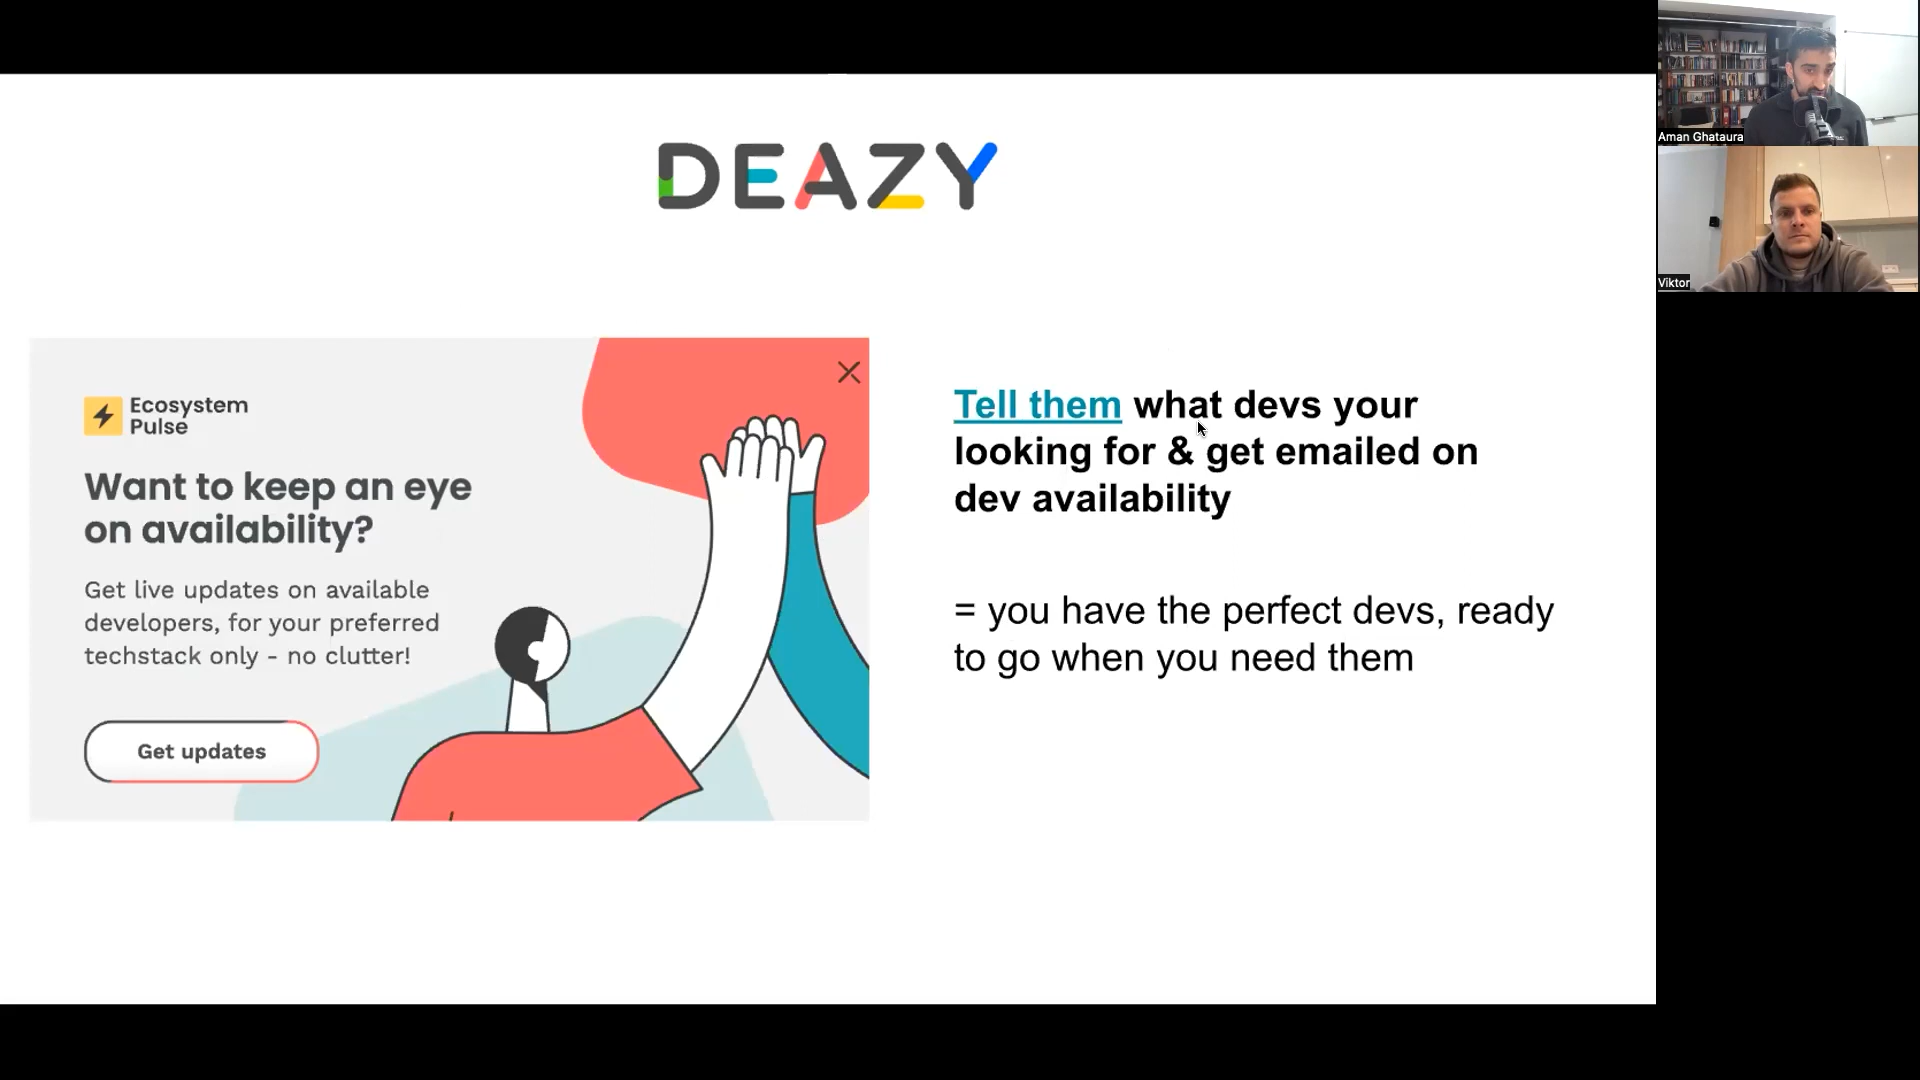 DEAZY
Ecosystem
Pulse
Want to keep an eye
on availability?
Get live updates on available
developers, for your preferred
techstack only - no clutter!
Get updates
Tell them what devs your
looking for & get emailed on
dev availability
= you have the perfect devs, ready
to go when you need them
Aman Ghataura
Viktor